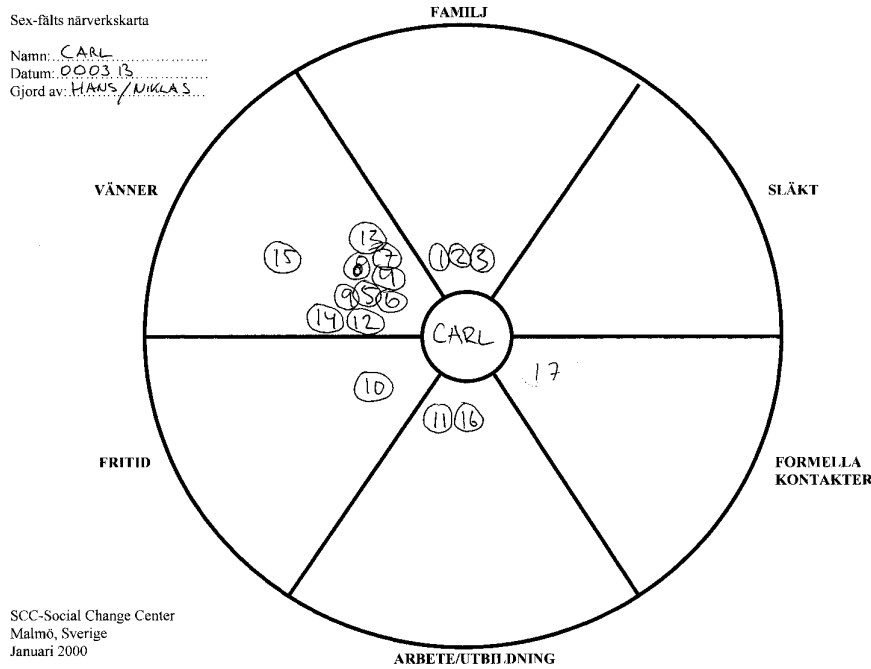 FAMILJ
Sex-fälts närverkskarta
Namn: CARL
Datum: 000313
Gjord av: HANS/NIKLAS
VÄNNER
SLÄKT
13
15
7
1 2 3
8
4
9 5 6
14 12
CARL
10
17
11 16
FRITID
FORMELLA
KONTAKTER
SCC-Social Change Center
Malmö, Sverige
Januari 2000
ARBETE/UTBILDNING